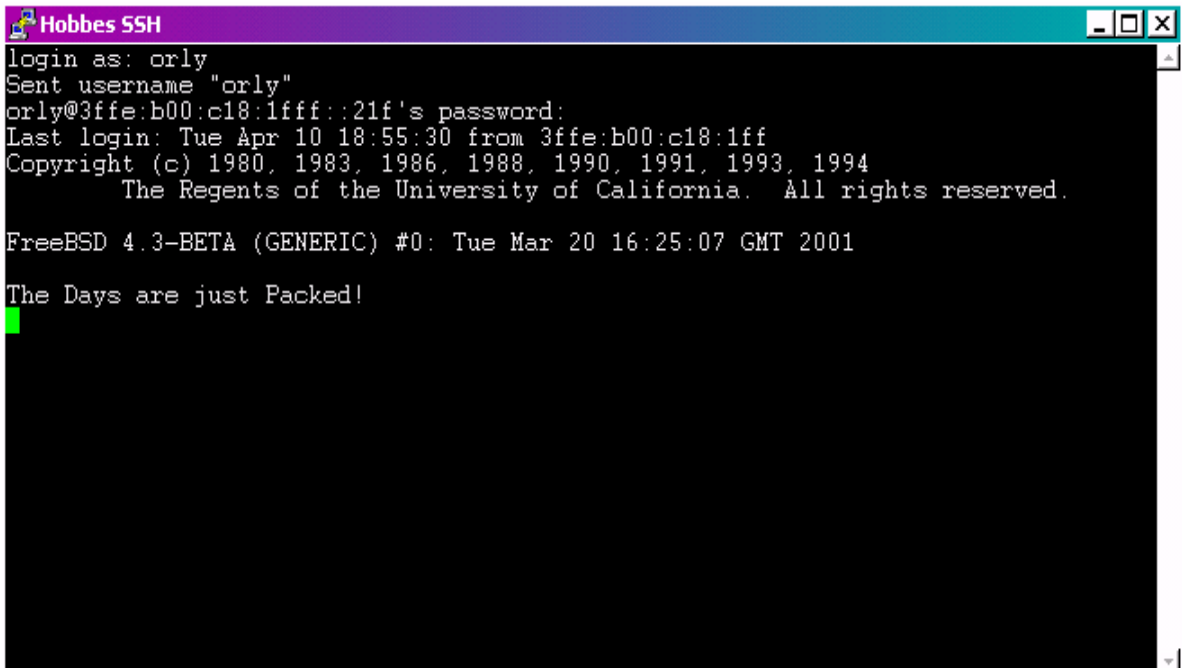 Hobbes SSH
login as: orly
Sent username "orly"
orly@3ffe:b00:c18:1fff::21f's password:
Last login: Tue Apr 10 18:55:30 from 3ffe:b00:c18:1ff
Copyright (c) 1980, 1983, 1986, 1988, 1990, 1991, 1993, 1994
        The Regents of the University of California.  All rights reserved.
FreeBSD 4.3-BETA (GENERIC) #0: Tue Mar 20 16:25:07 GMT 2001
The Days are just Packed!